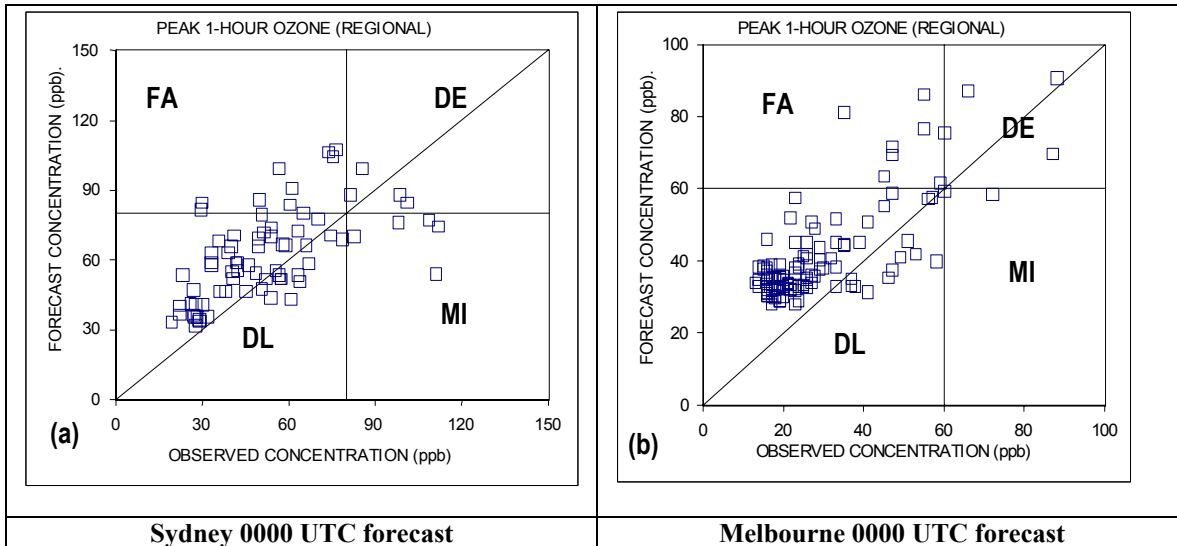 PEAK 1-HOUR OZONE (REGIONAL)
FORECAST CONCENTRATION (ppb).
150
120
90
60
30
0
FA
DE
DL
MI
0 30 60 90 120 150
(a)
OBSERVED CONCENTRATION (ppb)
Sydney 0000 UTC forecast
PEAK 1-HOUR OZONE (REGIONAL)
FORECAST CONCENTRATION (ppb).
100
80
60
40
20
0
FA
DE
DL
MI
0 20 40 60 80 100
(b)
OBSERVED CONCENTRATION (ppb)
Melbourne 0000 UTC forecast